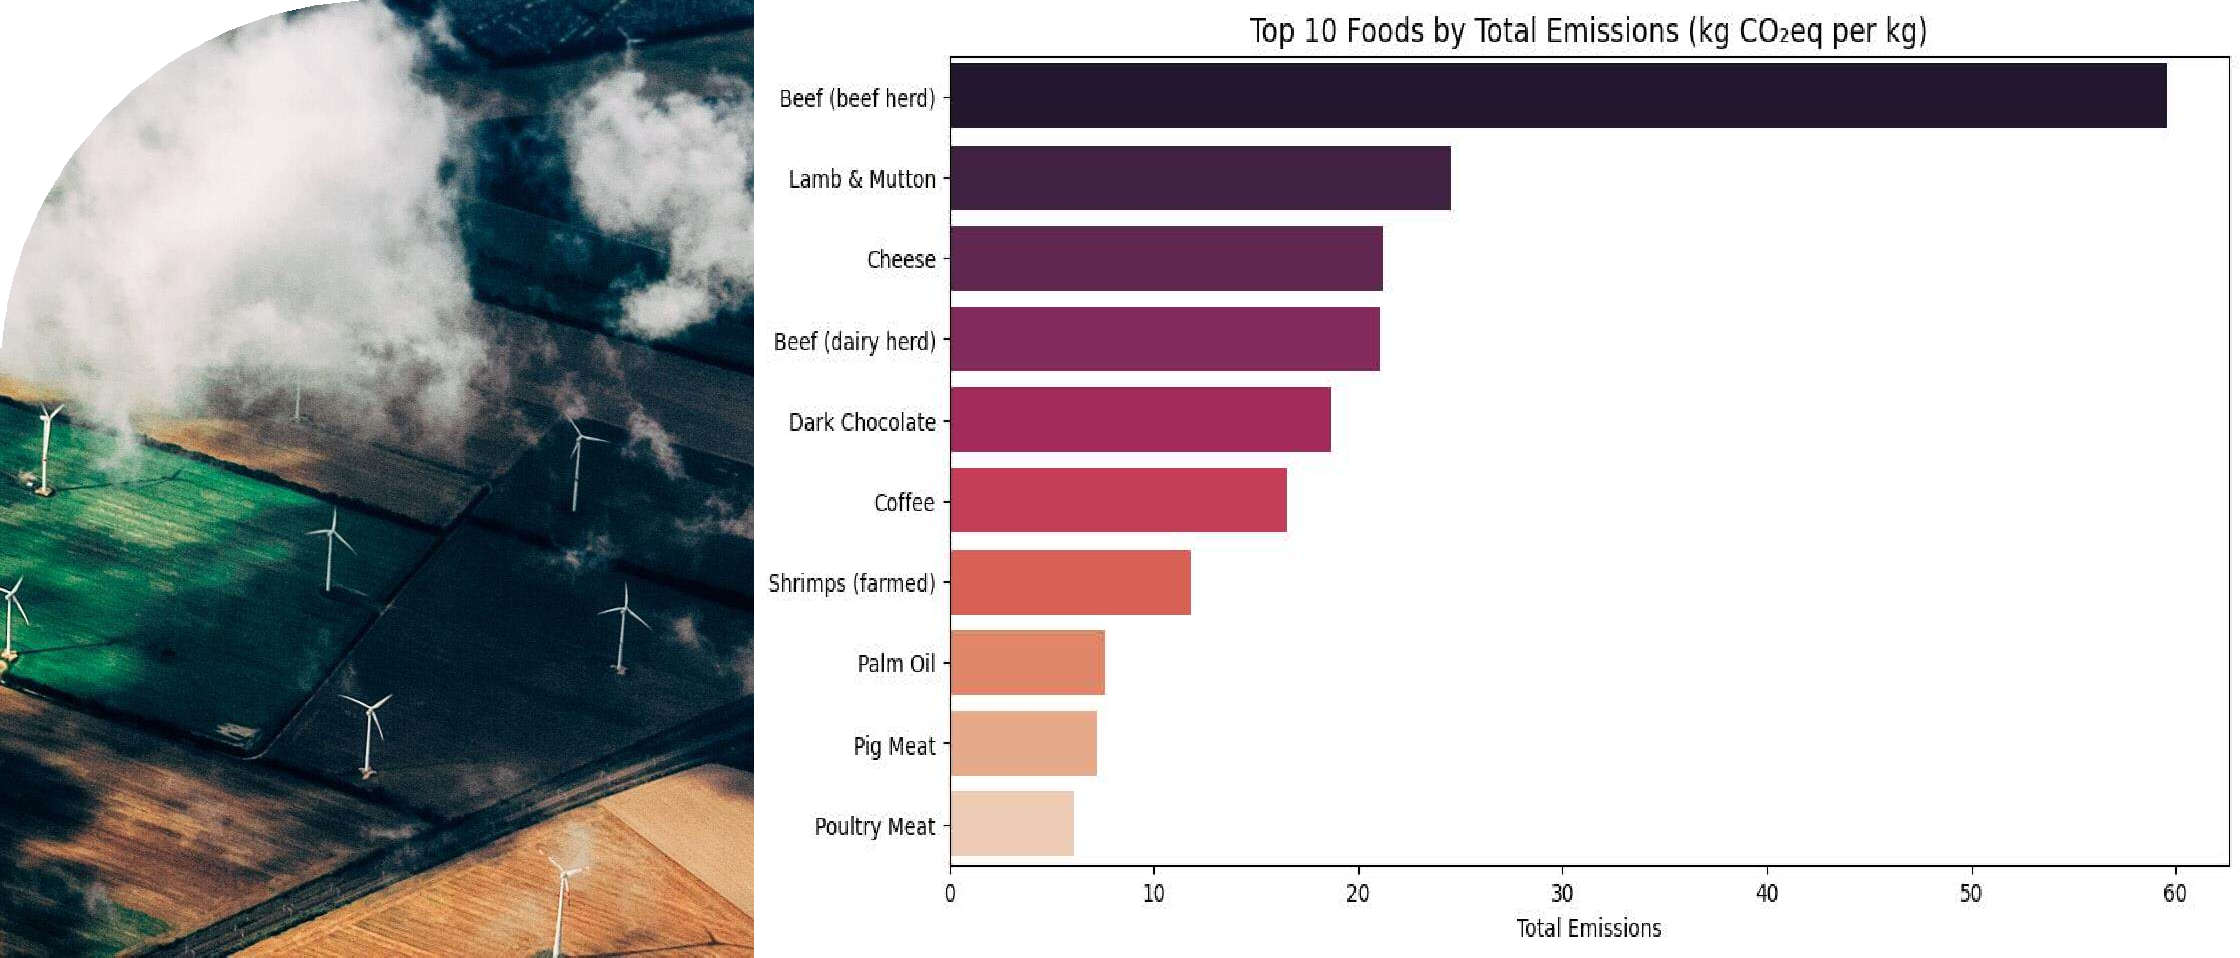 Top 10 Foods by Total Emissions (kg CO₂eq per kg)
Beef (beef herd)
Lamb & Mutton
Cheese
Beef (dairy herd)
Dark Chocolate
Coffee
Shrimps (farmed)
Palm Oil
Pig Meat
Poultry Meat
0 10 20 30 40 50 60
Total Emissions